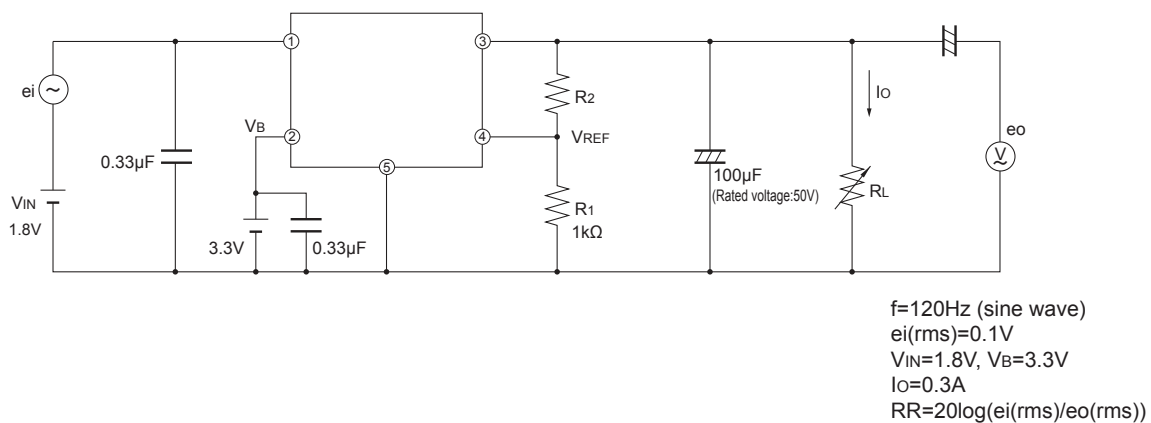 ① ③
Io
ei ~ R2 eo
VB ② ④ VREF V
0.33μF ⑤
100μF
(Rated voltage:50V) RL
VIN R1
1.8V 3.3V 0.33μF 1kΩ
f=120Hz (sine wave)
ei(rms)=0.1V
VIN=1.8V, VB=3.3V
Io=0.3A
RR=20log(ei(rms)/eo(rms))